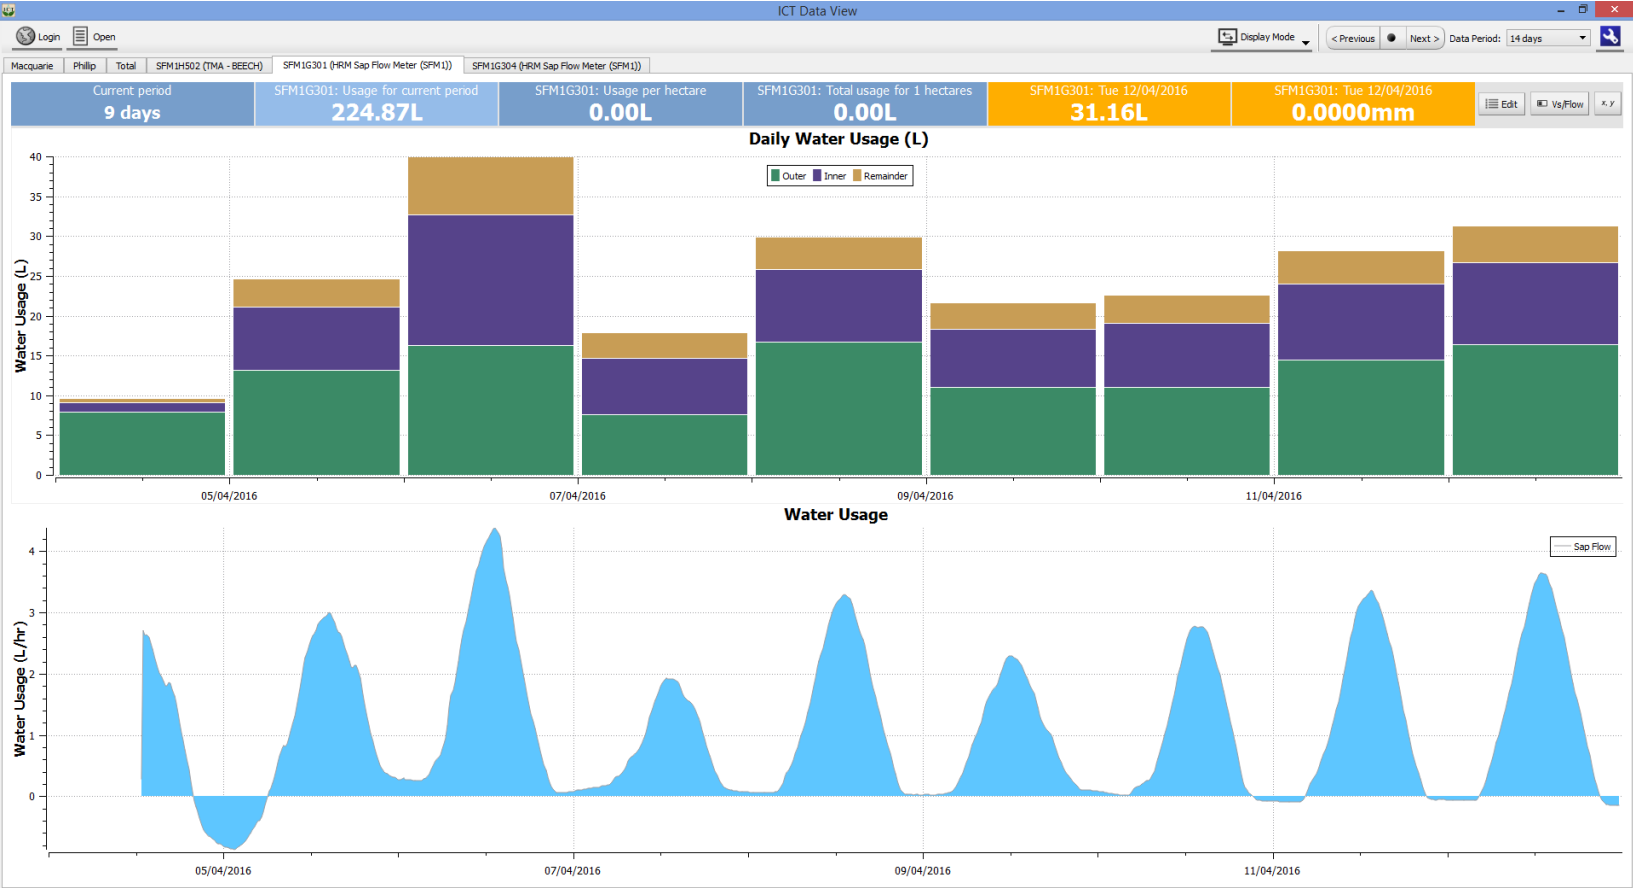 ICT Data View
Login Open Display Mode < Previous Next > Data Period: 14 days
Macquarie Phillip Total SFM1H502 (TMA - BEECH) SFM1G301 (HRM Sap Flow Meter (SFM1)) SFM1G304 (HRM Sap Flow Meter (SFM1))
Current period SFM1G301: Usage for current period SFM1G301: Usage per hectare SFM1G301: Total usage for 1 hectares SFM1G301: Tue 12/04/2016 SFM1G301: Tue 12/04/2016
9 days 224.87L 0.00L 0.00L 31.16L 0.0000mm Edit Vs/Flow x, y
Daily Water Usage (L)
Outer Inner Remainder
Water Usage (L)
40
35
30
25
20
15
10
5
0
05/04/2016 07/04/2016 09/04/2016 11/04/2016
Water Usage
Sap Flow
Water Usage (L/hr)
4
3
2
1
0
05/04/2016 07/04/2016 09/04/2016 11/04/2016